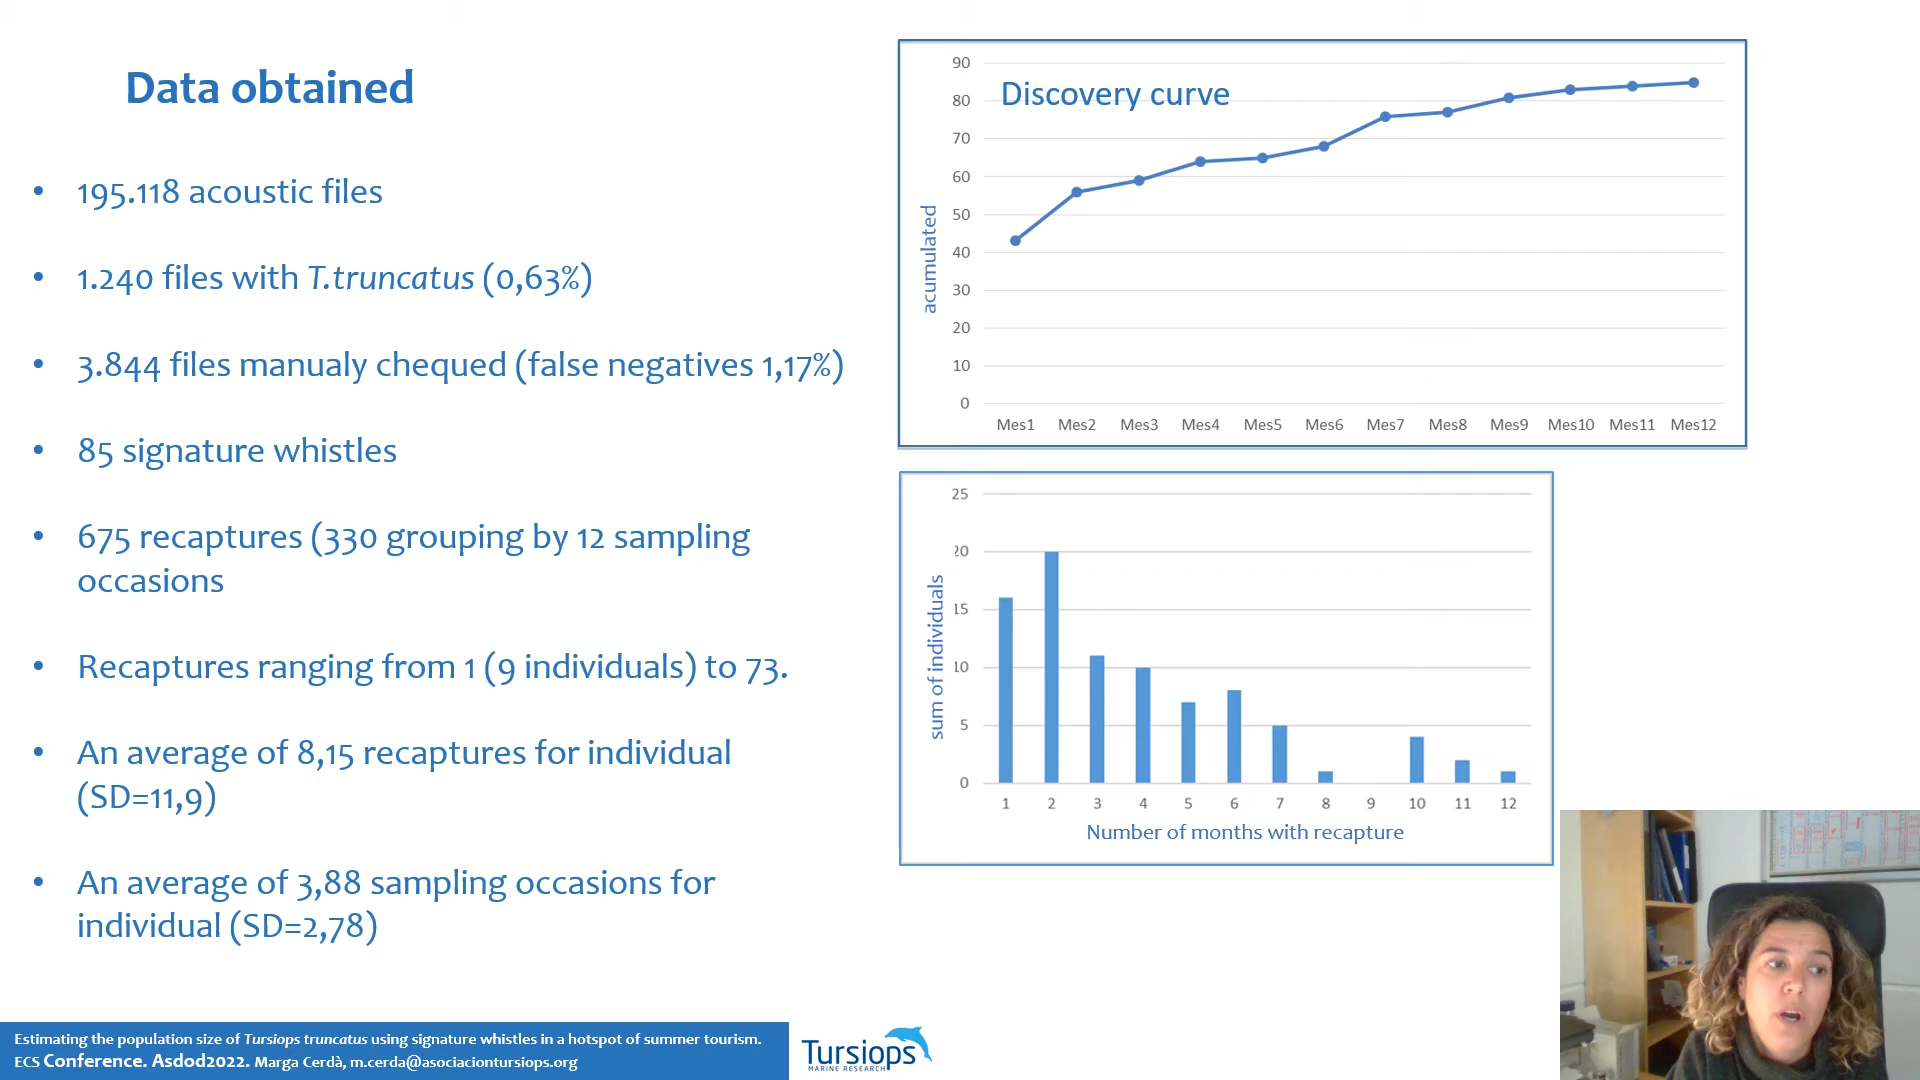 Data obtained
• 195.118 acoustic files
• 1.240 files with T.truncatus (0,63%)
• 3.844 files manualy chequed (false negatives 1,17%)
• 85 signature whistles
• 675 recaptures (330 grouping by 12 sampling
occasions
• Recaptures ranging from 1 (9 individuals) to 73.
• An average of 8,15 recaptures for individual
(SD=11,9)
• An average of 3,88 sampling occasions for
individual (SD=2,78)
Discovery curve
acumulated
90
80
70
60
50
40
30
20
10
0
Mes1 Mes2 Mes3 Mes4 Mes5 Mes6 Mes7 Mes8 Mes9 Mes10 Mes11 Mes12
sum of individuals
25
20
15
10
5
0
1 2 3 4 5 6 7 8 9 10 11 12
Number of months with recapture
Estimating the population size of Tursiops truncatus using signature whistles in a hotspot of summer tourism.
ECS Conference. Asdod2022. Marga Cerdà, m.cerda@asociaciontursiops.org
Tursiops
MARINE RESEARCH